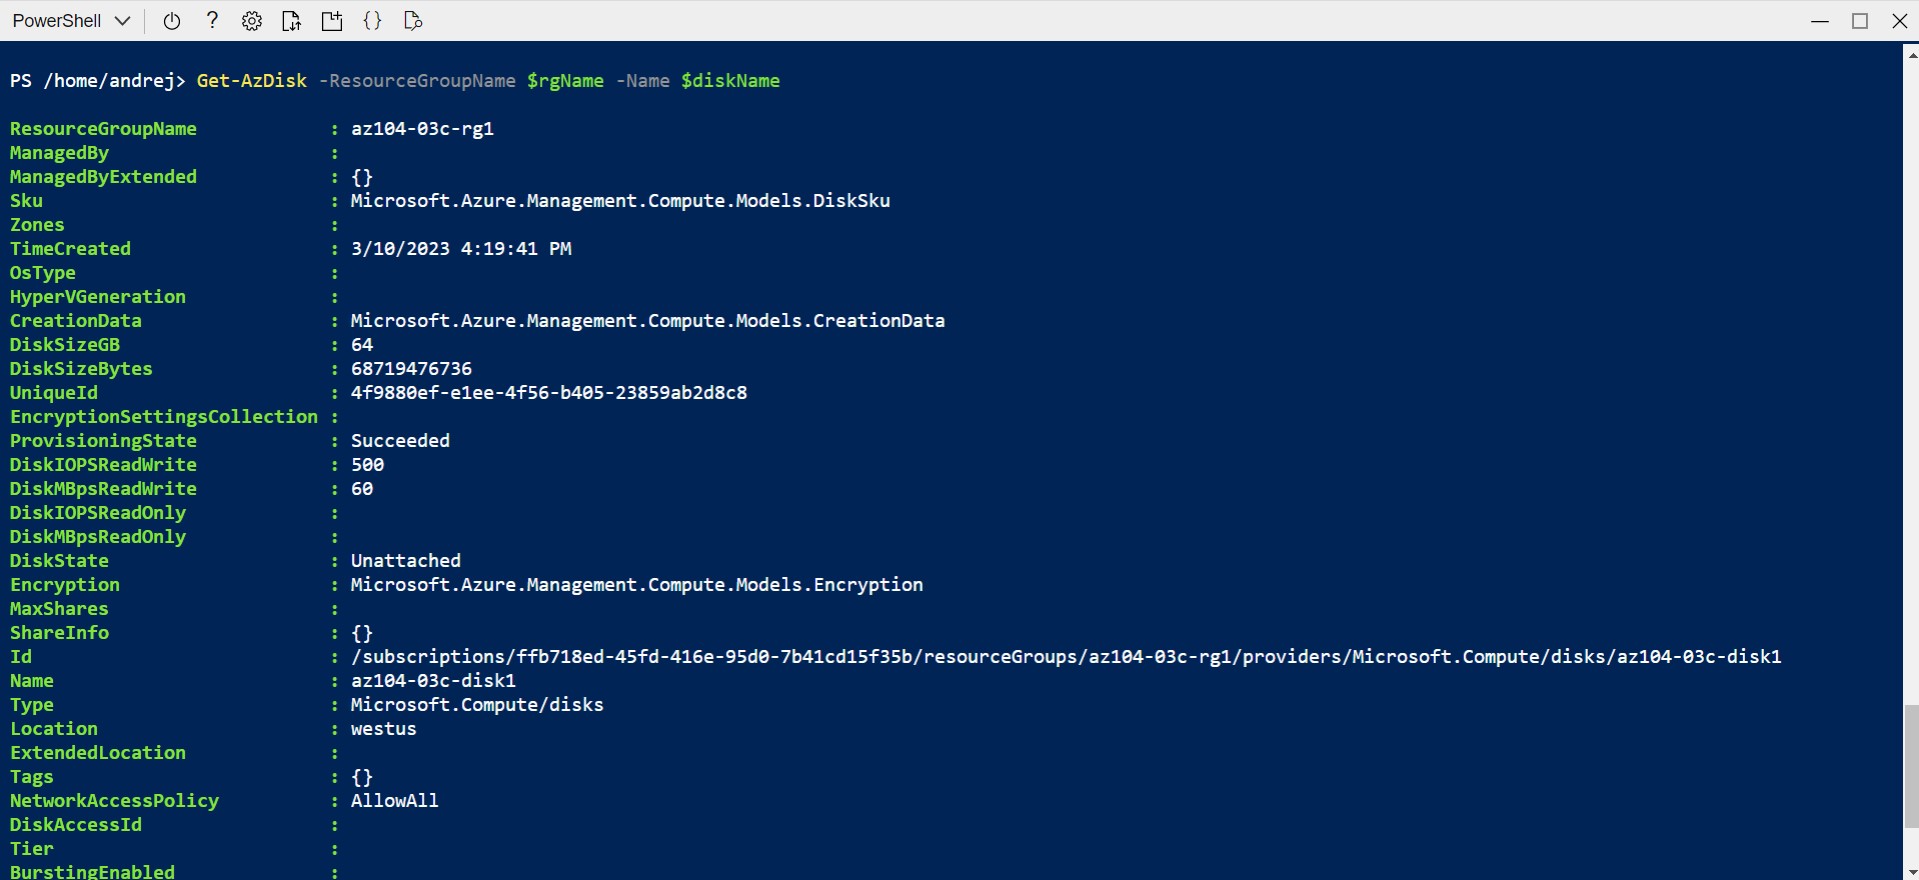 PowerShell
PS /home/andrej> Get-AzDisk -ResourceGroupName $rgName -Name $diskName
ResourceGroupName : az104-03c-rg1
ManagedBy :
ManagedByExtended : {}
Sku : Microsoft.Azure.Management.Compute.Models.DiskSku
Zones :
TimeCreated : 3/10/2023 4:19:41 PM
OsType :
HyperVGeneration :
CreationData : Microsoft.Azure.Management.Compute.Models.CreationData
DiskSizeGB : 64
DiskSizeBytes : 68719476736
UniqueId : 4f9880ef-e1ee-4f56-b405-23859ab2d8c8
EncryptionSettingsCollection :
ProvisioningState : Succeeded
DiskIOPSReadWrite : 500
DiskMBpsReadWrite : 60
DiskIOPSReadOnly :
DiskMBpsReadOnly :
DiskState : Unattached
Encryption : Microsoft.Azure.Management.Compute.Models.Encryption
MaxShares :
ShareInfo : {}
Id : /subscriptions/ffb718ed-45fd-416e-95d0-7b41cd15f35b/resourceGroups/az104-03c-rg1/providers/Microsoft.Compute/disks/az104-03c-disk1
Name : az104-03c-disk1
Type : Microsoft.Compute/disks
Location : westus
ExtendedLocation :
Tags : {}
NetworkAccessPolicy : AllowAll
DiskAccessId :
Tier :
BurstingEnabled :